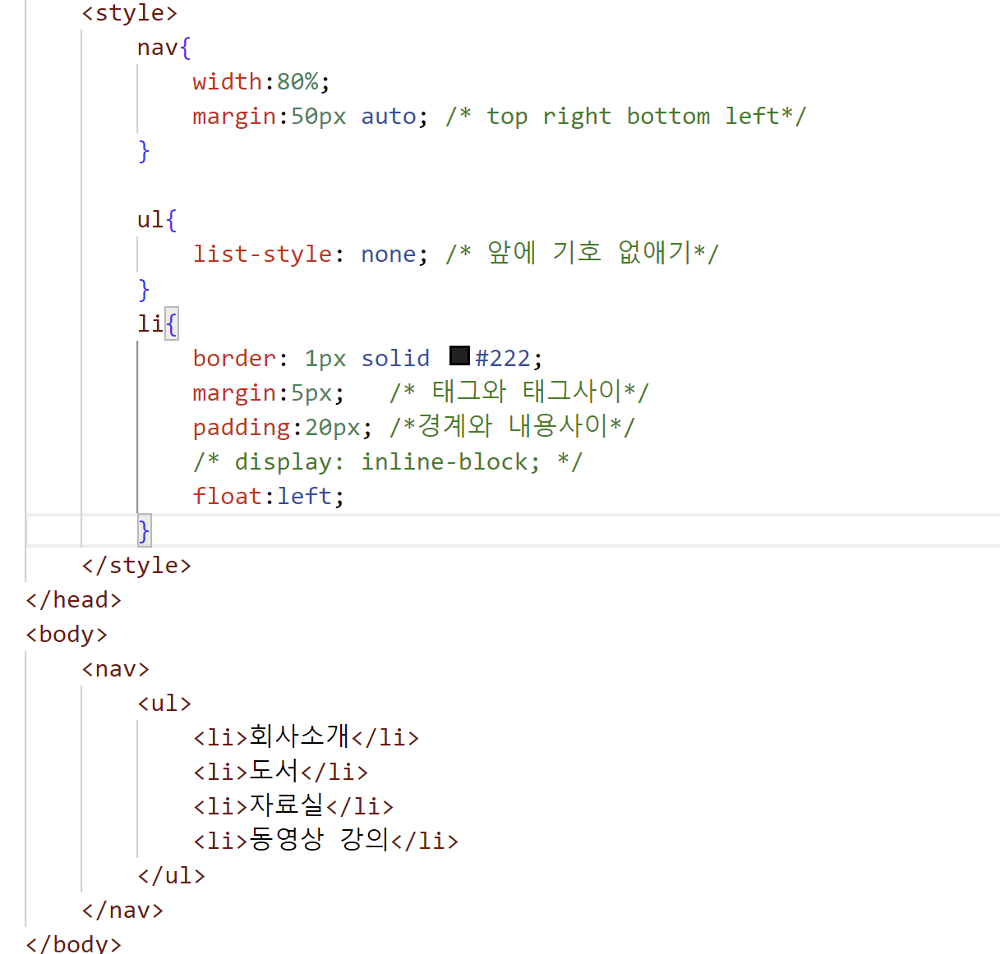 <style>
nav{
width:80%;
margin:50px auto; /* top right bottom left*/
}
ul{
list-style: none; /* 앞에 기호 없애기*/
}
li{
border: 1px solid #222;
margin:5px; /* 태그와 태그사이*/
padding:20px; /*경계와 내용사이*/
/* display: inline-block; */
float:left;
}
</style>
</head>
<body>
<nav>
<ul>
<li>회사소개</li>
<li>도서</li>
<li>자료실</li>
<li>동영상 강의</li>
</ul>
</nav>
</body>